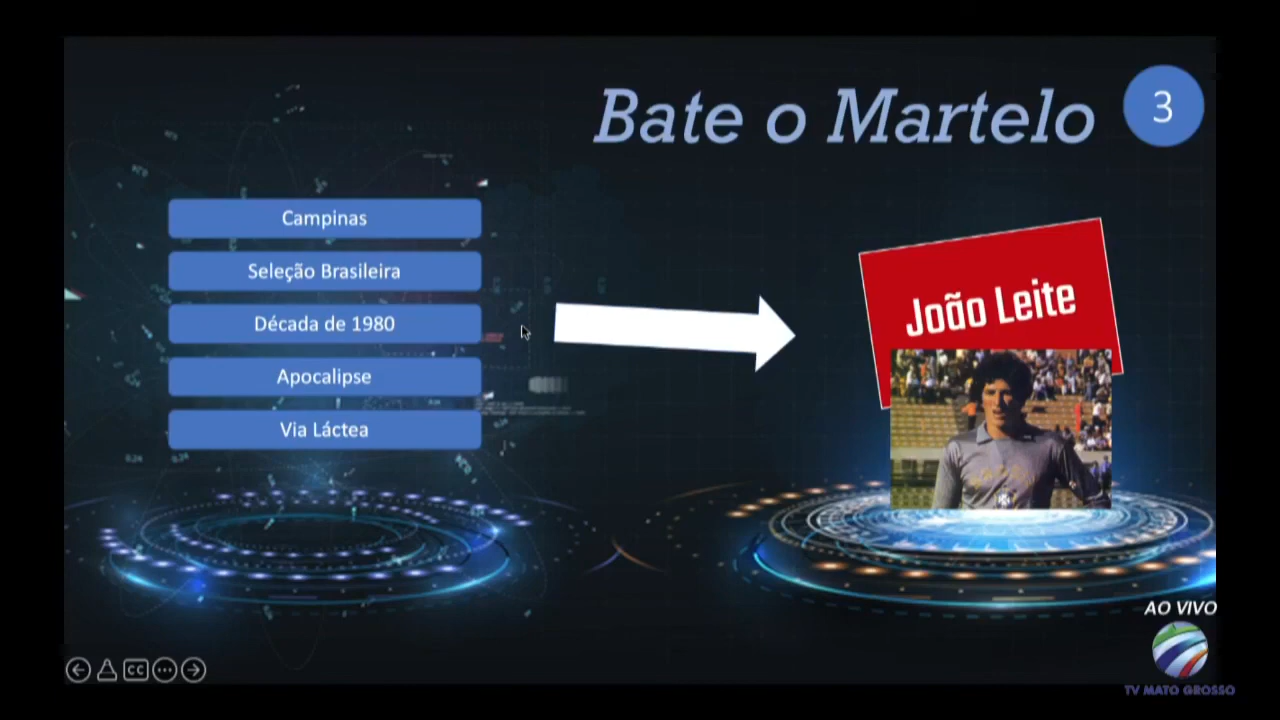 Bate o Martelo
3
Campinas
Seleção Brasileira
Década de 1980
Apocalipse
Via Láctea
João Leite
AO VIVO
TV MATO GROSSO
CC